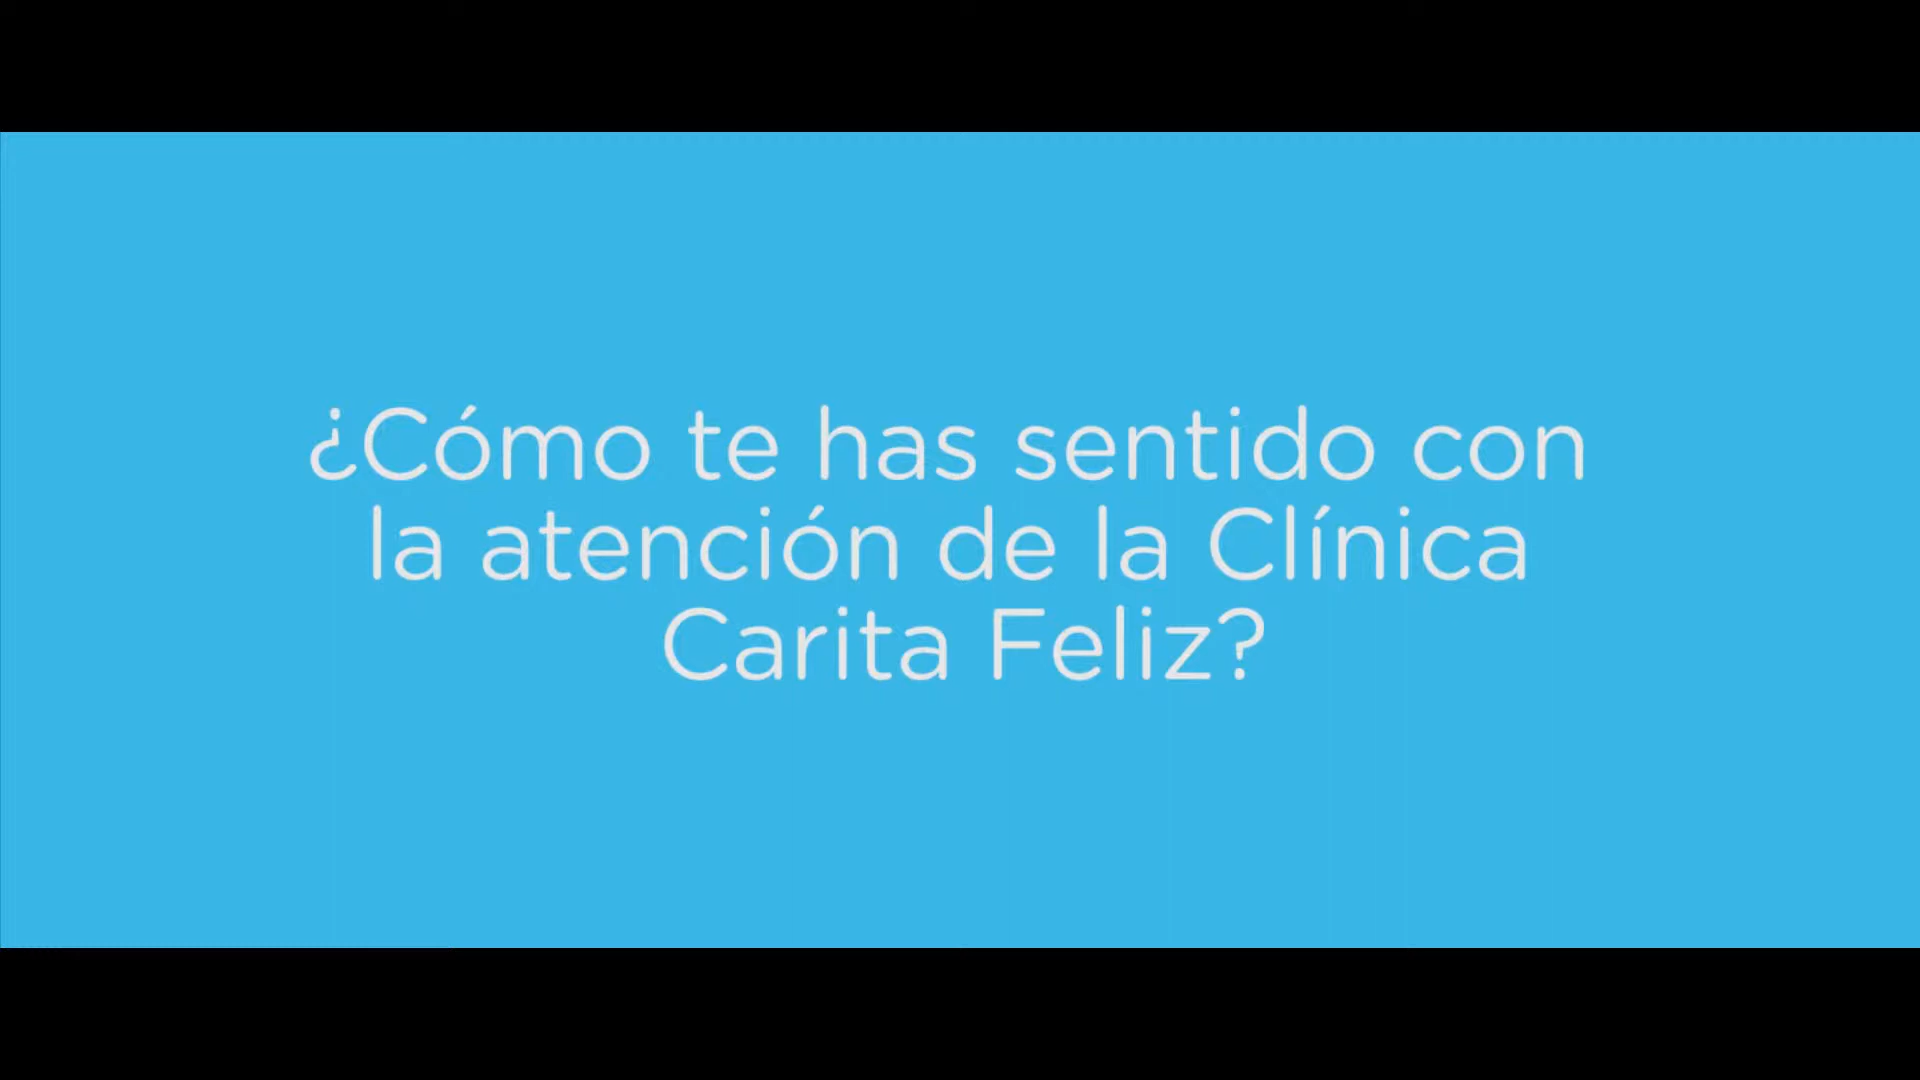 ¿Cómo te has sentido con
la atención de la Clínica
Carita Feliz?